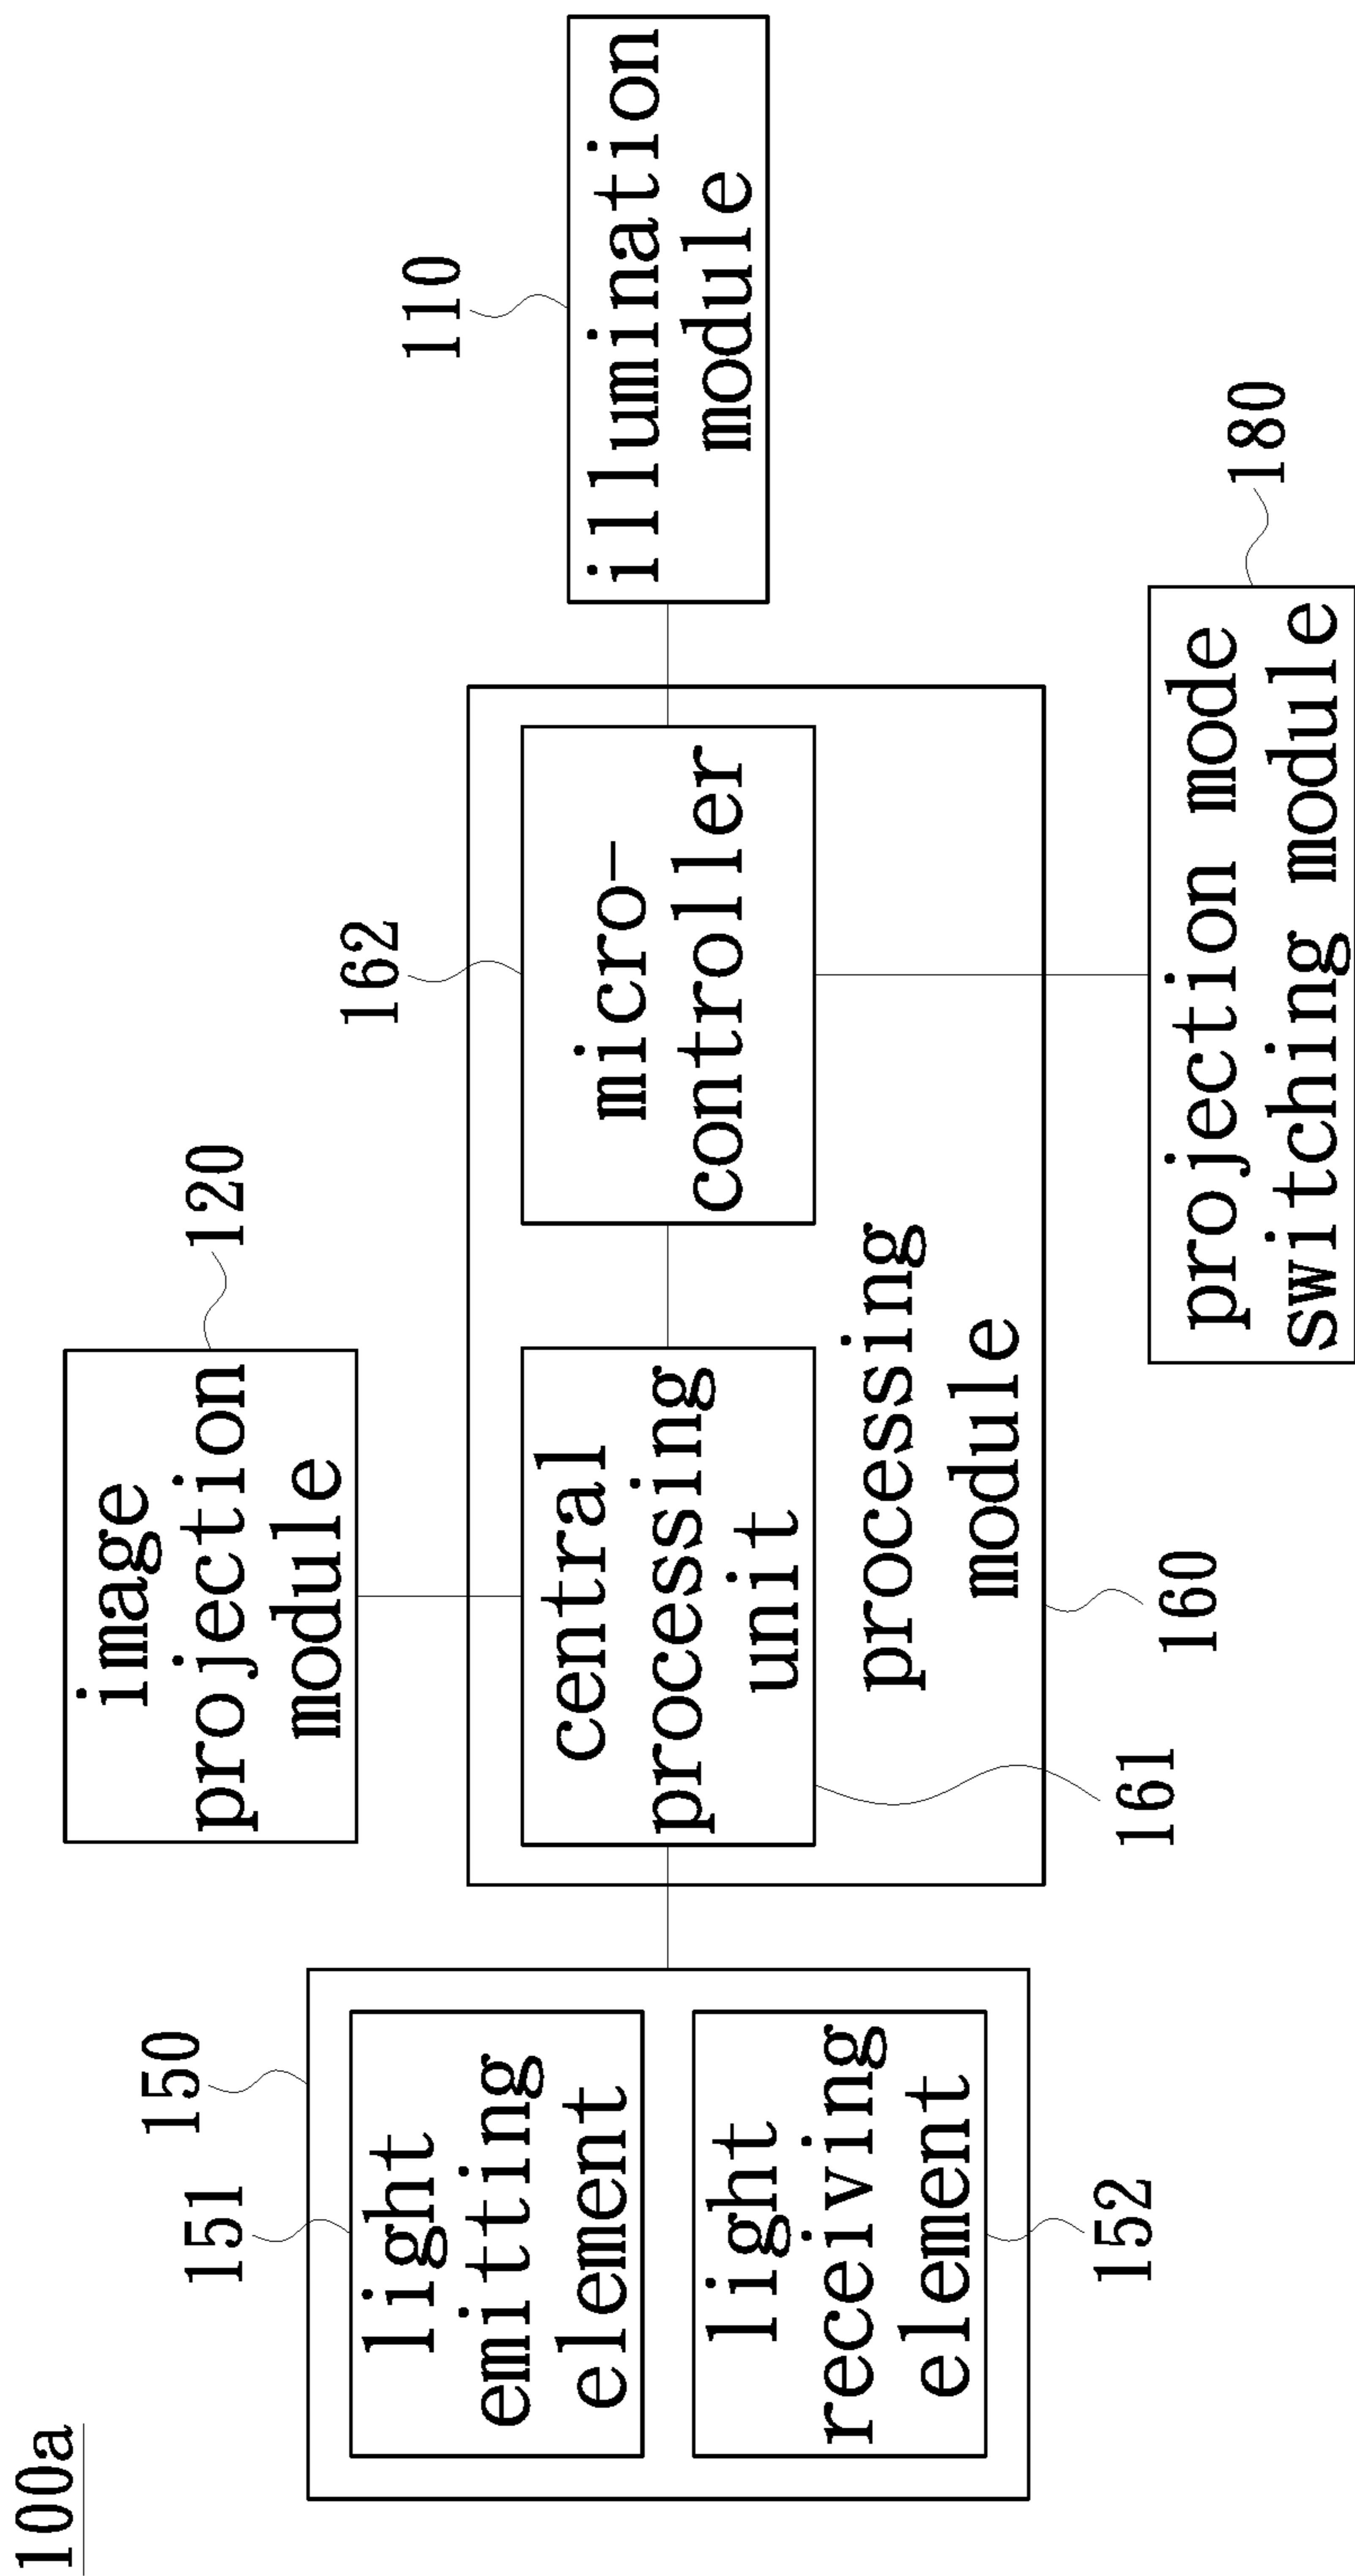 100a
150
151
light
emitting
element
light
receiving
element
152
image
projection
module
120
central
processing
unit
161
162
micro-
controller
processing
module
160
110
illumination
module
projection mode
switching module
180